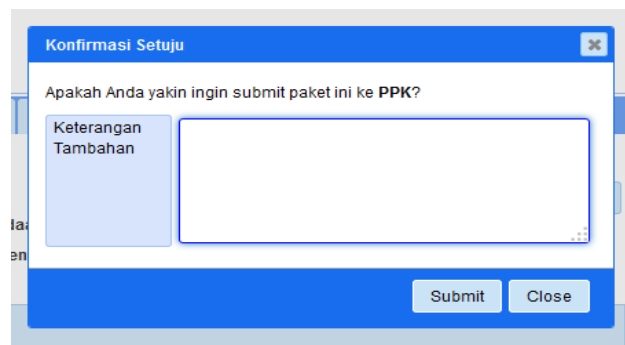 Konfirmasi Setuju
Apakah Anda yakin ingin submit paket ini ke PPK?
Keterangan
Tambahan
Submit Close